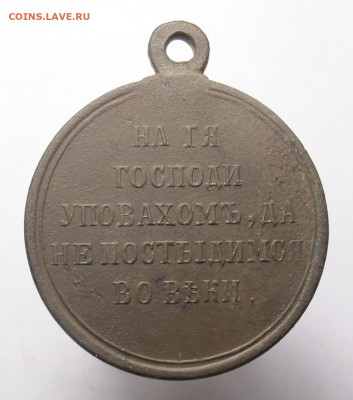 COINS.LAVE.RU
НА ТЯ
ГОСПОДИ
УПОВАХОМЪ, ДА
НЕ ПОСТЫДИМСЯ
ВО ВѢКИ.